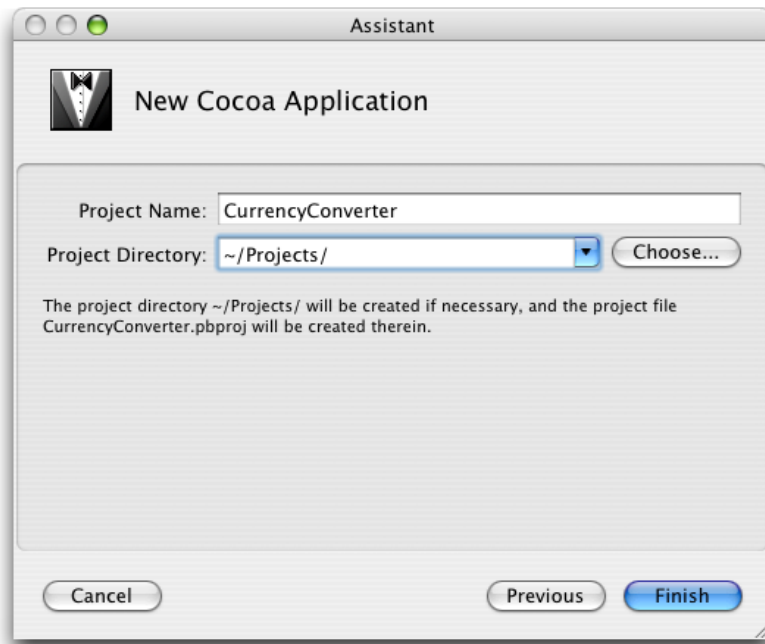 Assistant
New Cocoa Application
Project Name: CurrencyConverter
Project Directory: ~/Projects/ Choose...
The project directory ~/Projects/ will be created if necessary, and the project file
CurrencyConverter.pbproj will be created therein.
Cancel Previous Finish